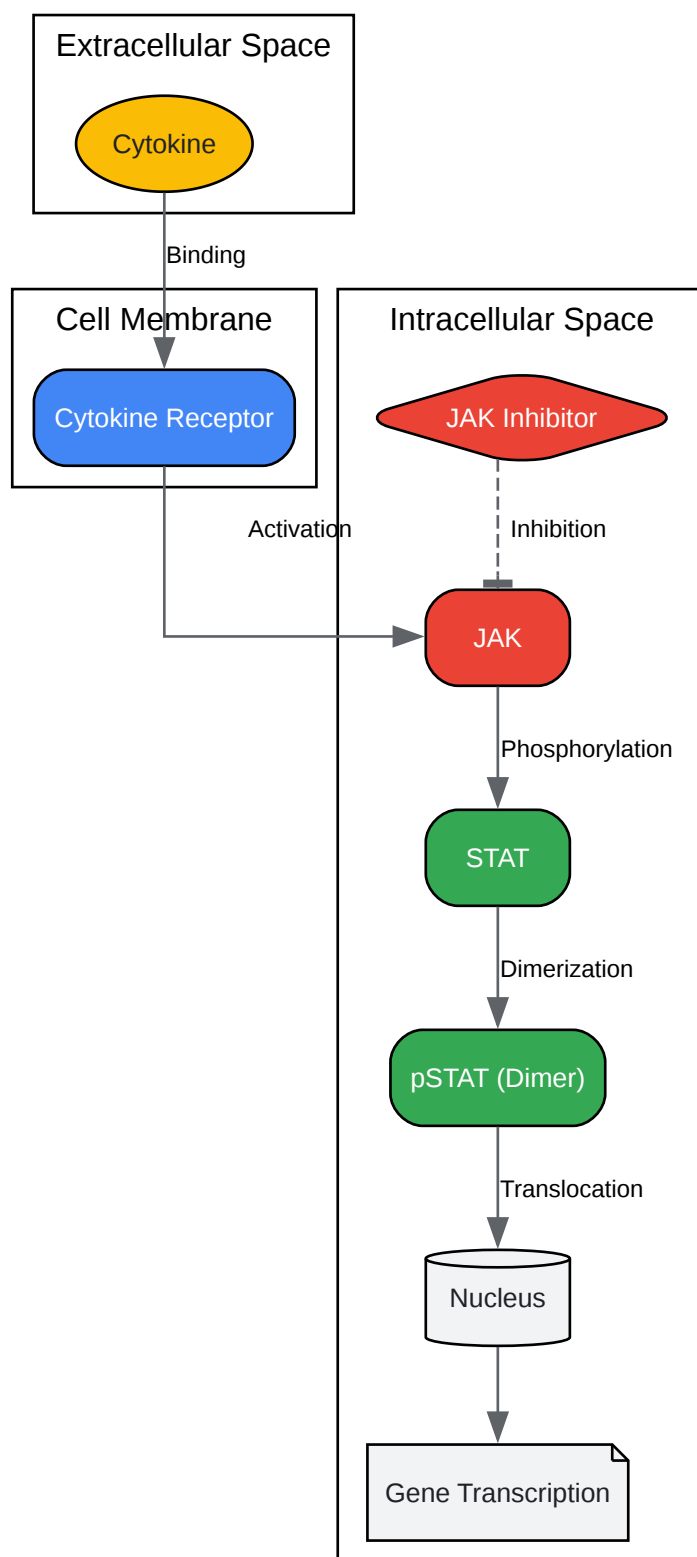 Extracellular Space
Cytokine
Binding
Cell Membrane
Intracellular Space
Cytokine Receptor
JAK Inhibitor
Activation
Inhibition
JAK
Phosphorylation
STAT
Dimerization
pSTAT (Dimer)
Translocation
Nucleus
Gene Transcription